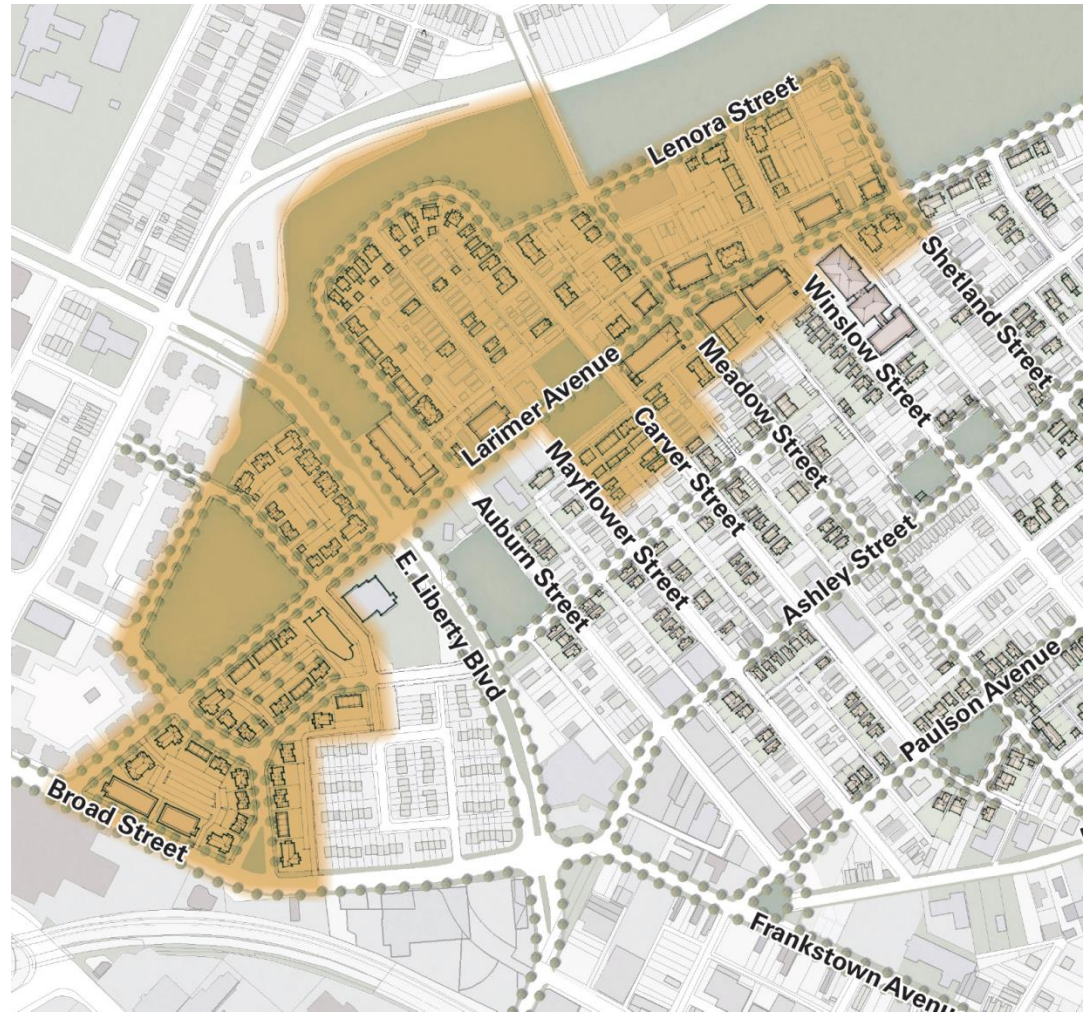 Lenora Street
Shetland Street
Winslow Street
Larimer Avenue
Meadow Street
Carver Street
Mayflower Street
Auburn Street
E. Liberty Blvd
Ashley Street
Paulson Avenue
Broad Street
Frankstown Avenu